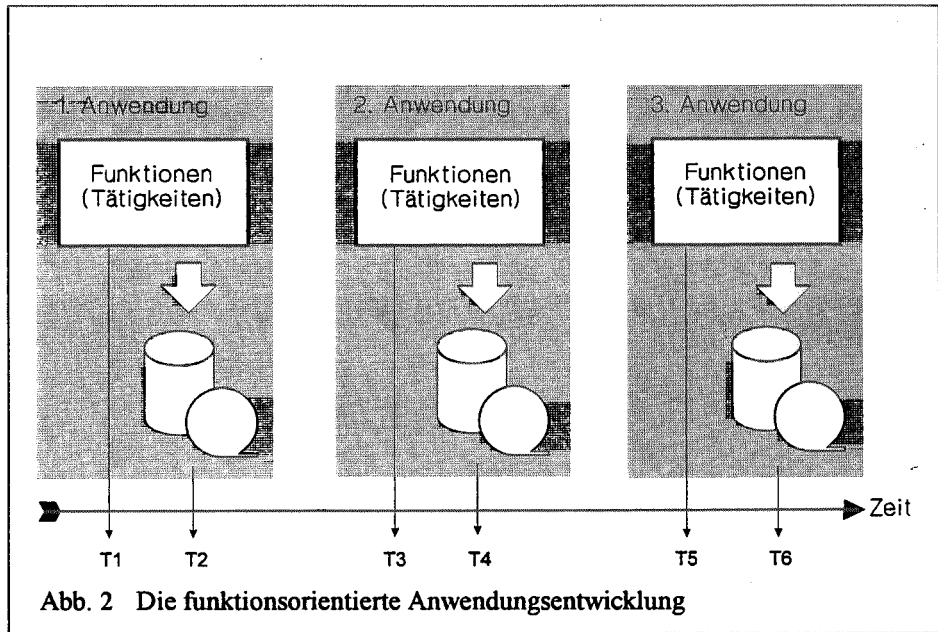 1. Anwendung 2. Anwendung 3. Anwendung
Funktionen
(Tätigkeiten)
Funktionen
(Tätigkeiten)
Funktionen
(Tätigkeiten)
Zeit
T1 T2 T3 T4 T5 T6
Abb. 2 Die funktionsorientierte Anwendungsentwicklung